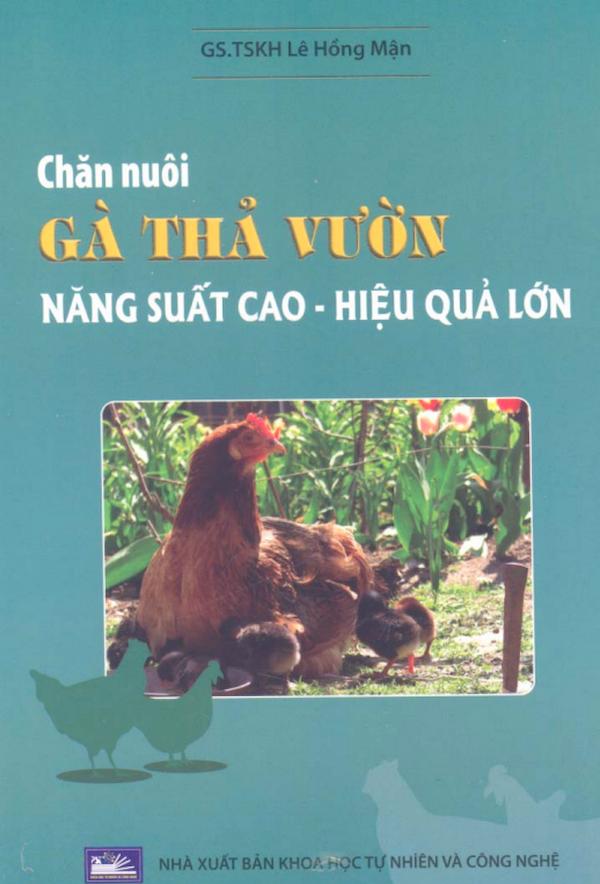 GS.TSKH Lê Hồng Mận
Chăn nuôi
GÀ THẢ VƯỜN
NĂNG SUẤT CAO - HIỆU QUẢ LỚN
NHÀ XUẤT BẢN KHOA HỌC TỰ NHIÊN VÀ CÔNG NGHỆ